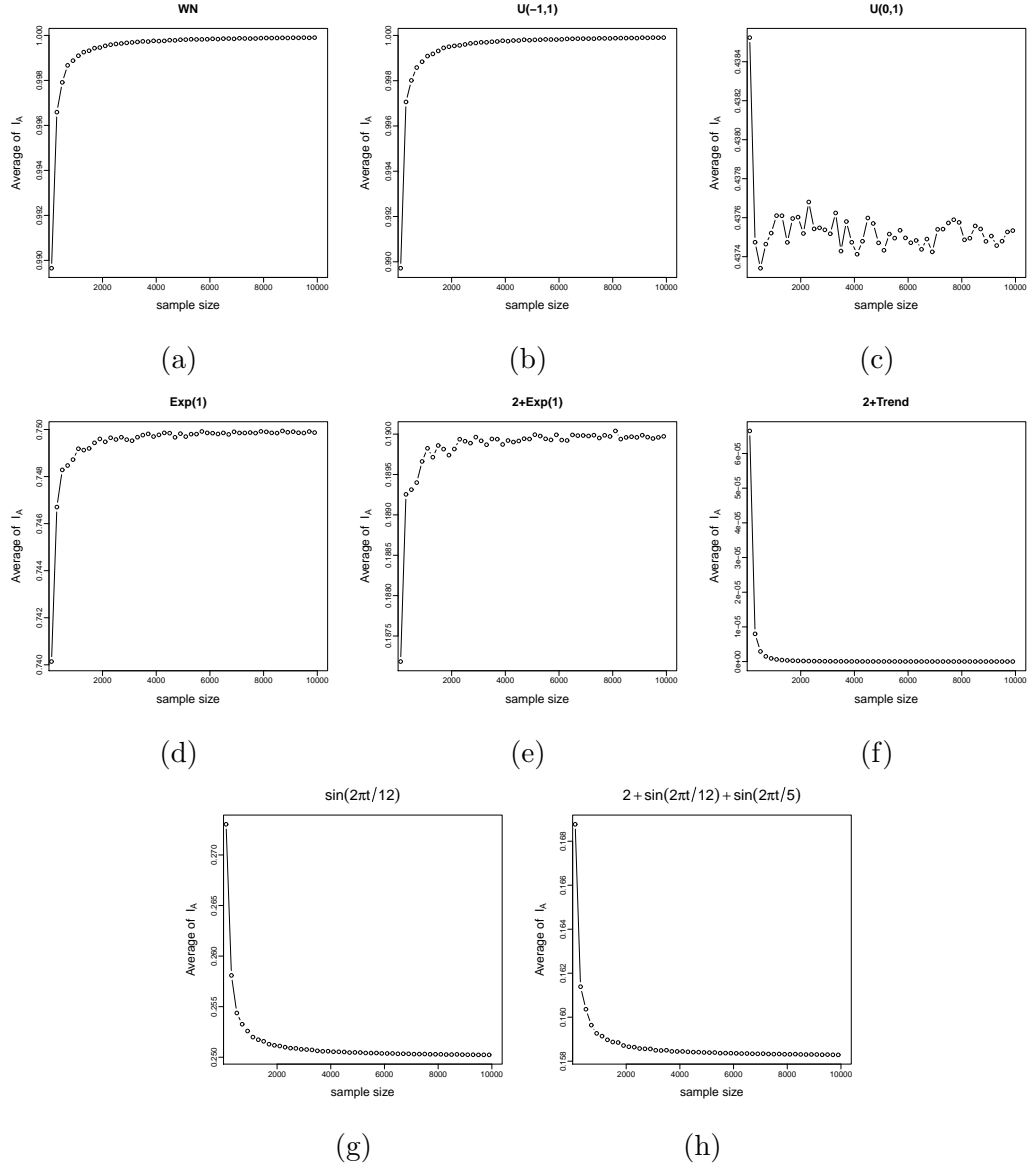 WN
U(−1,1)
U(0,1)
Average of I_A
0.990 0.992 0.994 0.996 0.998 1.000
2000 4000 6000 8000 10000
sample size
Average of I_A
0.990 0.992 0.994 0.996 0.998 1.000
2000 4000 6000 8000 10000
sample size
Average of I_A
0.4374 0.4376 0.4378 0.4380 0.4382 0.4384
2000 4000 6000 8000 10000
sample size
(a)
(b)
(c)
Exp(1)
2+Exp(1)
2+Trend
Average of I_A
0.740 0.742 0.744 0.746 0.748 0.750
2000 4000 6000 8000 10000
sample size
Average of I_A
0.1875 0.1880 0.1885 0.1890 0.1895 0.1900
2000 4000 6000 8000 10000
sample size
Average of I_A
0e+00 1e−05 2e−05 3e−05 4e−05 5e−05 6e−05
2000 4000 6000 8000 10000
sample size
(d)
(e)
(f)
sin(2πt/12)
2+sin(2πt/12)+sin(2πt/5)
Average of I_A
0.250 0.255 0.260 0.265 0.270
2000 4000 6000 8000 10000
sample size
Average of I_A
0.158 0.160 0.162 0.164 0.166 0.168
2000 4000 6000 8000 10000
sample size
(g)
(h)